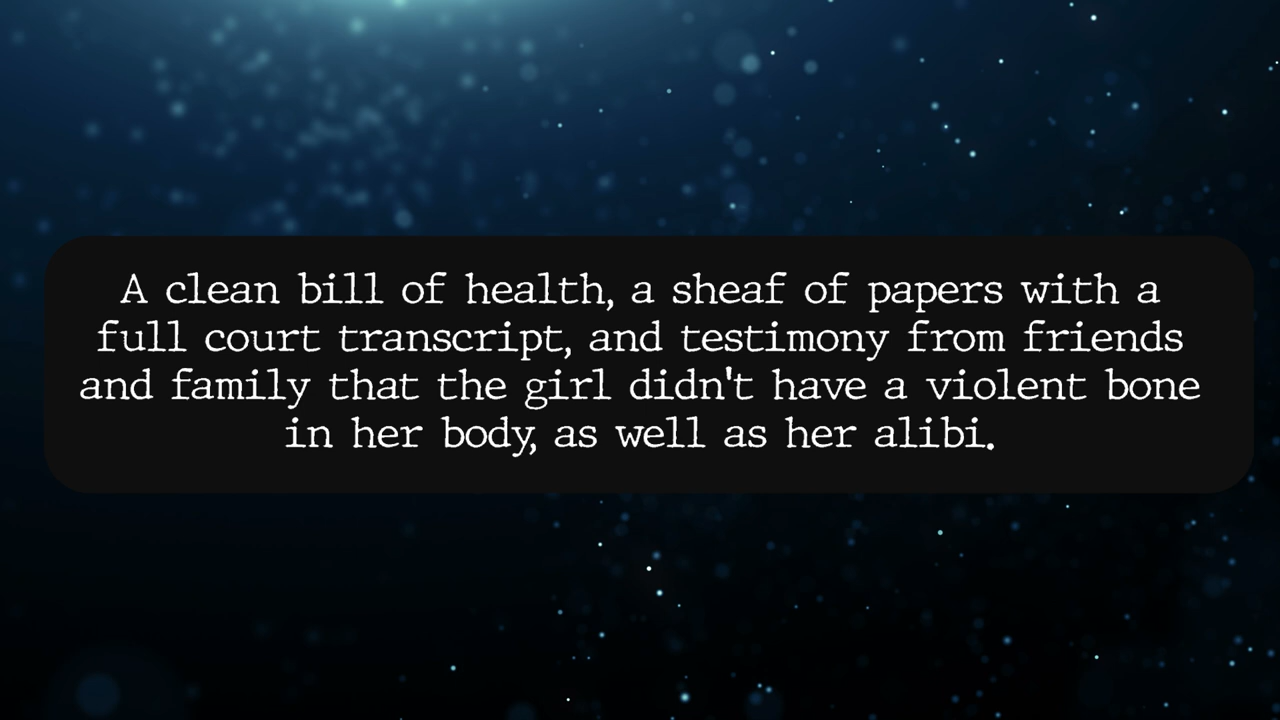 A clean bill of health, a sheaf of papers with a
full court transcript, and testimony from friends
and family that the girl didn't have a violent bone
in her body, as well as her alibi.